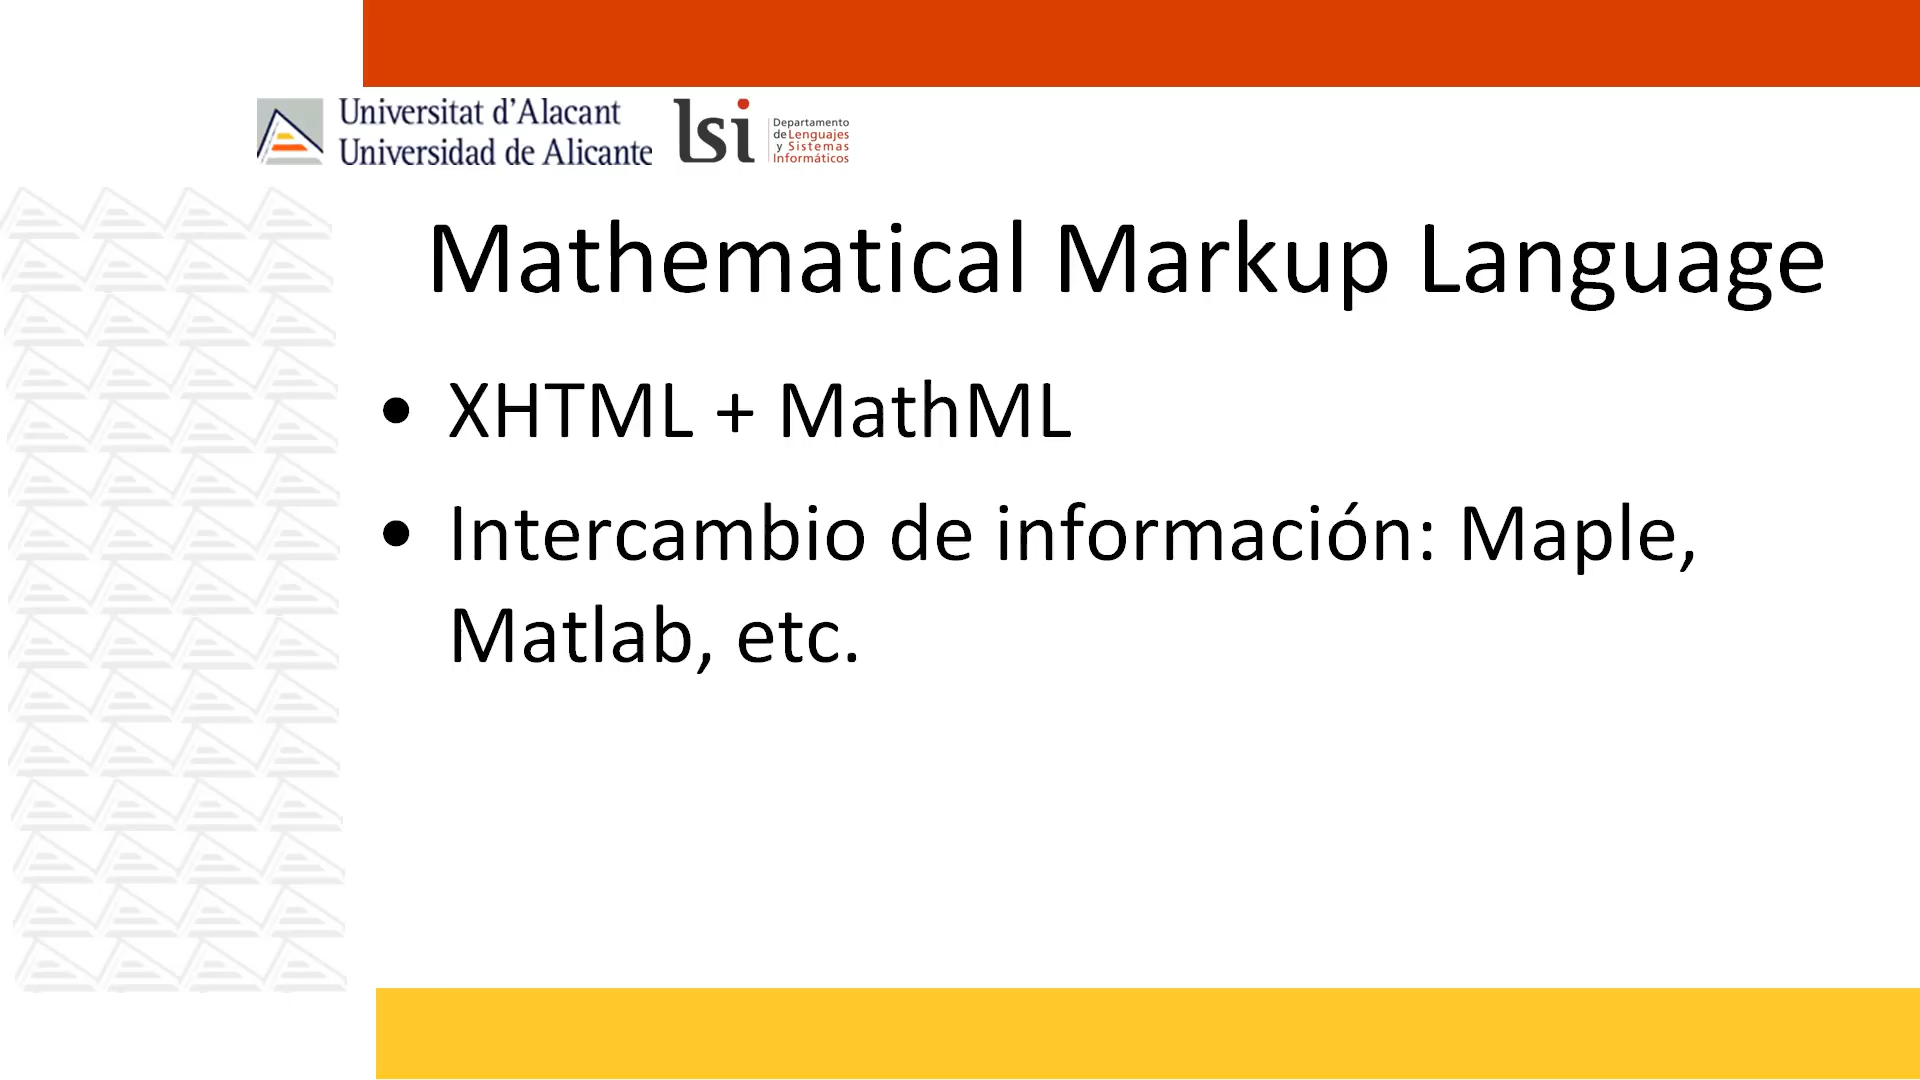 Universitat d'Alacant
Universidad de Alicante
lsi
Departamento
de Lenguajes
y Sistemas
Informáticos
Mathematical Markup Language
• XHTML + MathML
• Intercambio de información: Maple,
Matlab, etc.